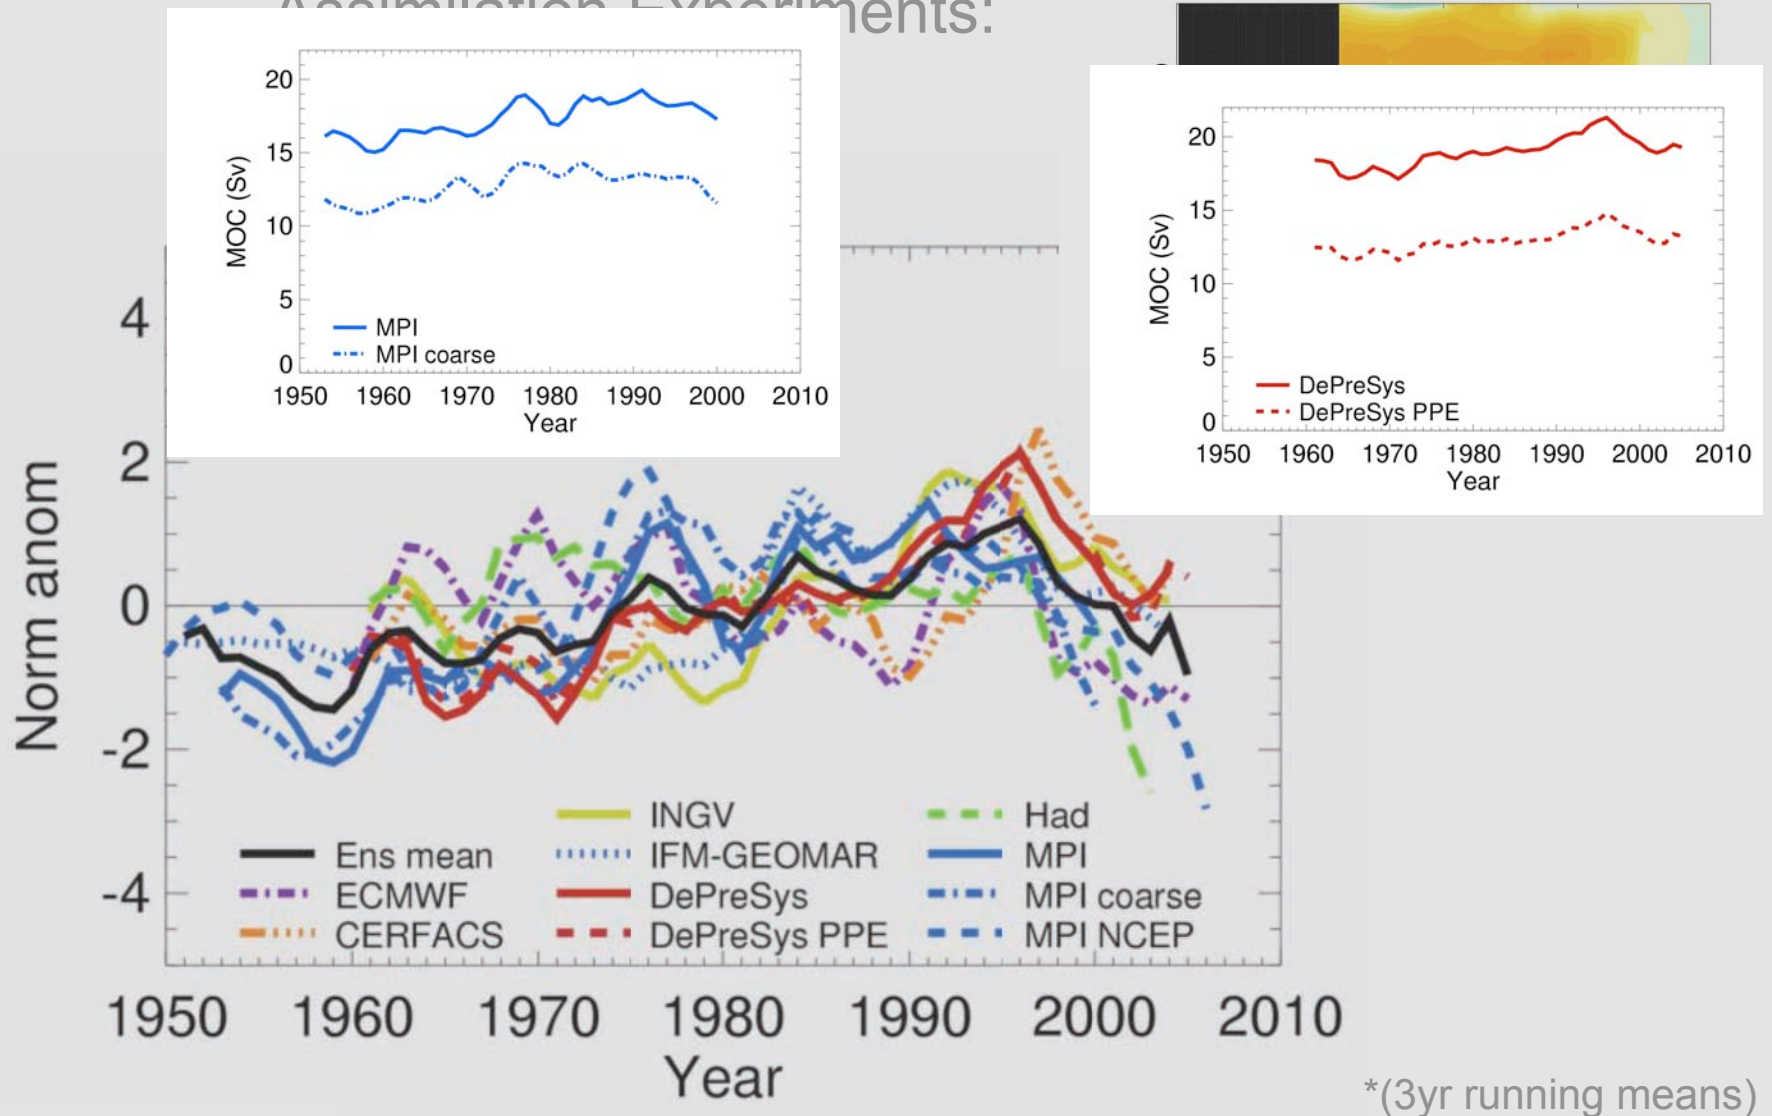 Assimilation Experiments:
20
15
10
5
0
MOC (Sv)
MPI
MPI coarse
1950 1960 1970 1980 1990 2000 2010
Year
20
15
10
5
0
MOC (Sv)
DePreSys
DePreSys PPE
1950 1960 1970 1980 1990 2000 2010
Year
4
2
0
-2
-4
Norm anom
Ens mean
ECMWF
CERFACS
INGV
IFM-GEOMAR
DePreSys
DePreSys PPE
Had
MPI
MPI coarse
MPI NCEP
1950 1960 1970 1980 1990 2000 2010
Year
*(3yr running means)